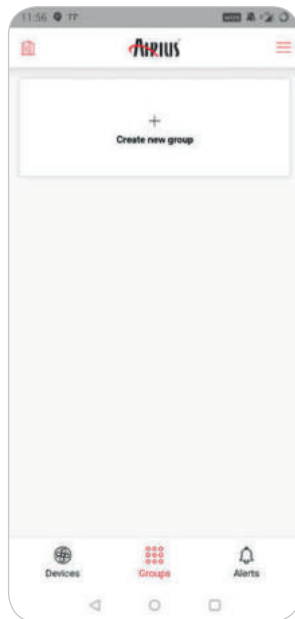 11:56
AIRIUS
+
Create new group
Devices
Groups
Alerts